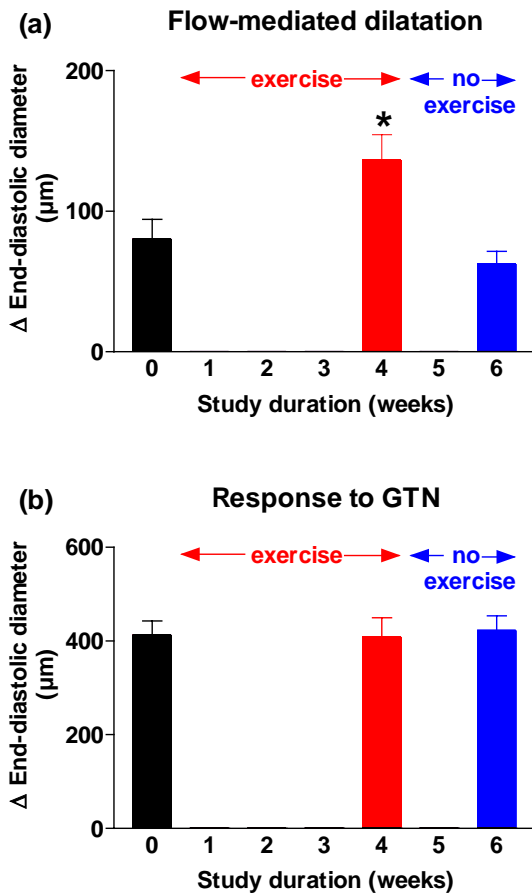 (a) Flow-mediated dilatation
Δ End-diastolic diameter
(µm)
200
100
0
exercise
no
exercise
*
0 1 2 3 4 5 6
Study duration (weeks)
(b) Response to GTN
Δ End-diastolic diameter
(µm)
600
400
200
0
exercise
no
exercise
0 1 2 3 4 5 6
Study duration (weeks)